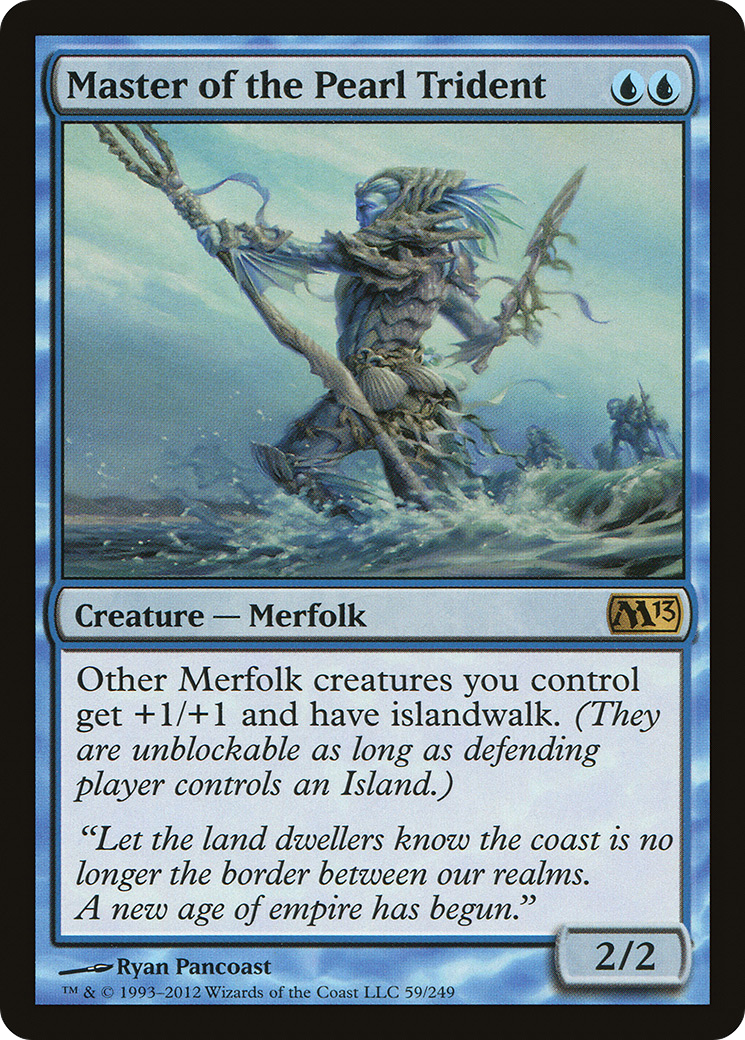 Master of the Pearl Trident
Creature — Merfolk
M13
Other Merfolk creatures you control
get +1/+1 and have islandwalk. (They
are unblockable as long as defending
player controls an Island.)
“Let the land dwellers know the coast is no
longer the border between our realms.
A new age of empire has begun.”
2/2
Ryan Pancoast
™ & © 1993–2012 Wizards of the Coast LLC 59/249